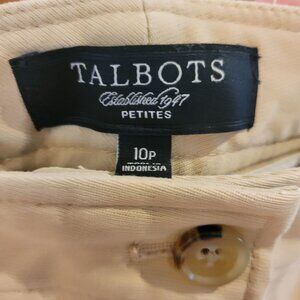 TALBOTS
Established 1947
PETITES
10P
INDONESIA